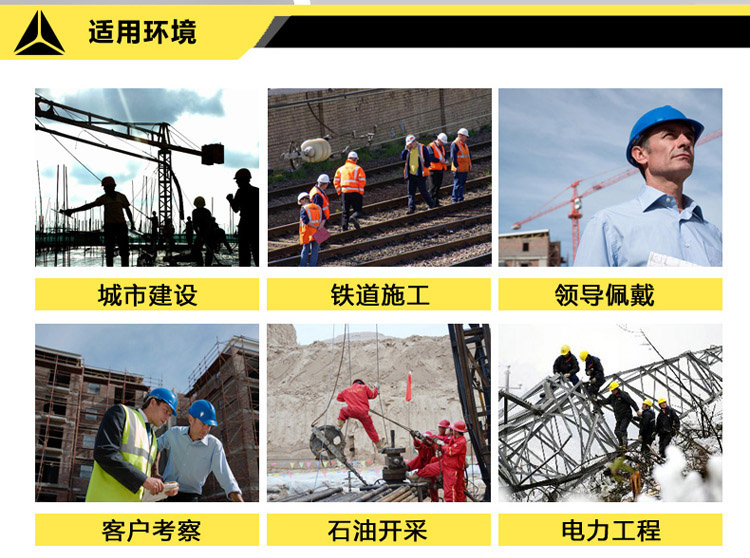 适用环境
城市建设
铁道施工
领导佩戴
客户考察
石油开采
电力工程